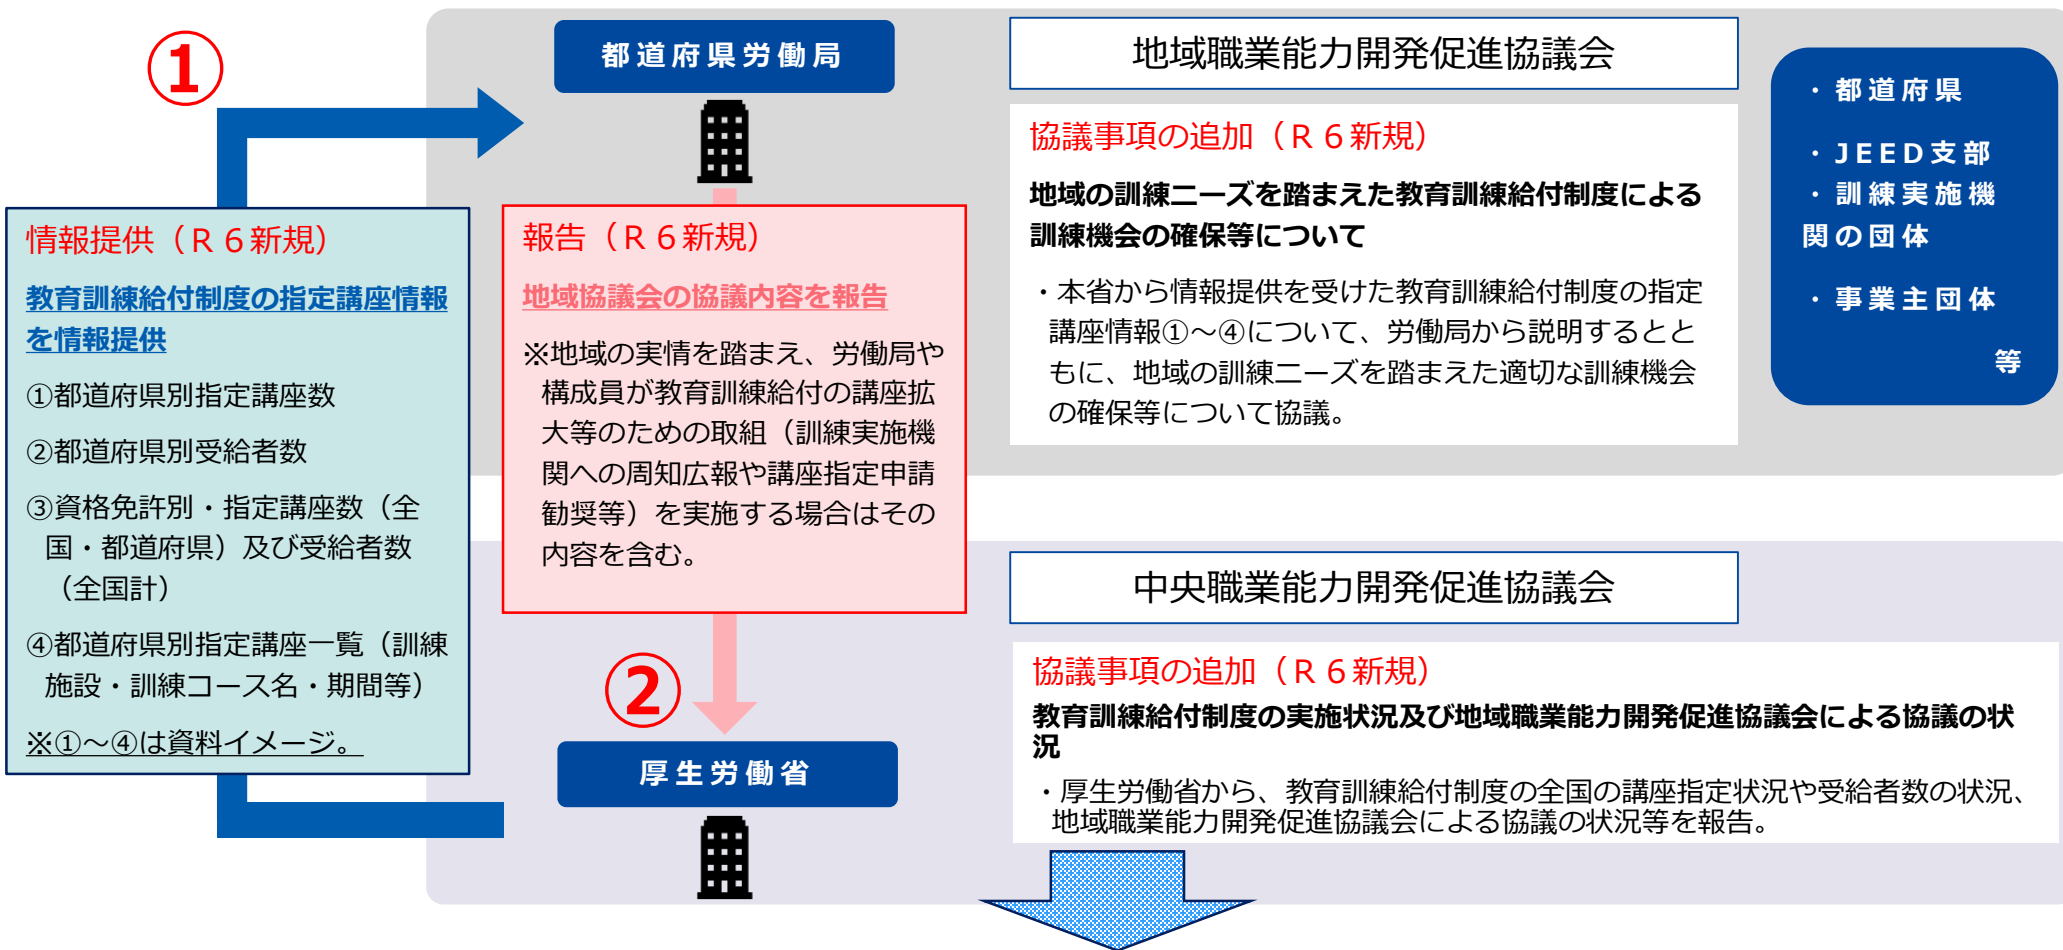 ①
都道府県労働局
地域職業能力開発促進協議会
協議事項の追加（Ｒ６新規）
地域の訓練ニーズを踏まえた教育訓練給付制度による
訓練機会の確保等について
・本省から情報提供を受けた教育訓練給付制度の指定
講座情報①～④について、労働局から説明するとと
もに、地域の訓練ニーズを踏まえた適切な訓練機会
の確保等について協議。
・都道府県
・JEED支部
・訓練実施機
関の団体
・事業主団体
等
情報提供（Ｒ６新規）
教育訓練給付制度の指定講座情報
を情報提供
①都道府県別指定講座数
②都道府県別受給者数
③資格免許別・指定講座数（全
国・都道府県）及び受給者数
（全国計）
④都道府県別指定講座一覧（訓練
施設・訓練コース名・期間等）
※①～④は資料イメージ。
報告（Ｒ６新規）
地域協議会の協議内容を報告
※地域の実情を踏まえ、労働局や
構成員が教育訓練給付の講座拡
大等のための取組（訓練実施機
関への周知広報や講座指定申請
勧奨等）を実施する場合はその
内容を含む。
②
厚生労働省
中央職業能力開発促進協議会
協議事項の追加（Ｒ６新規）
教育訓練給付制度の実施状況及び地域職業能力開発促進協議会による協議の状
況
・厚生労働省から、教育訓練給付制度の全国の講座指定状況や受給者数の状況、
地域職業能力開発促進協議会による協議の状況等を報告。